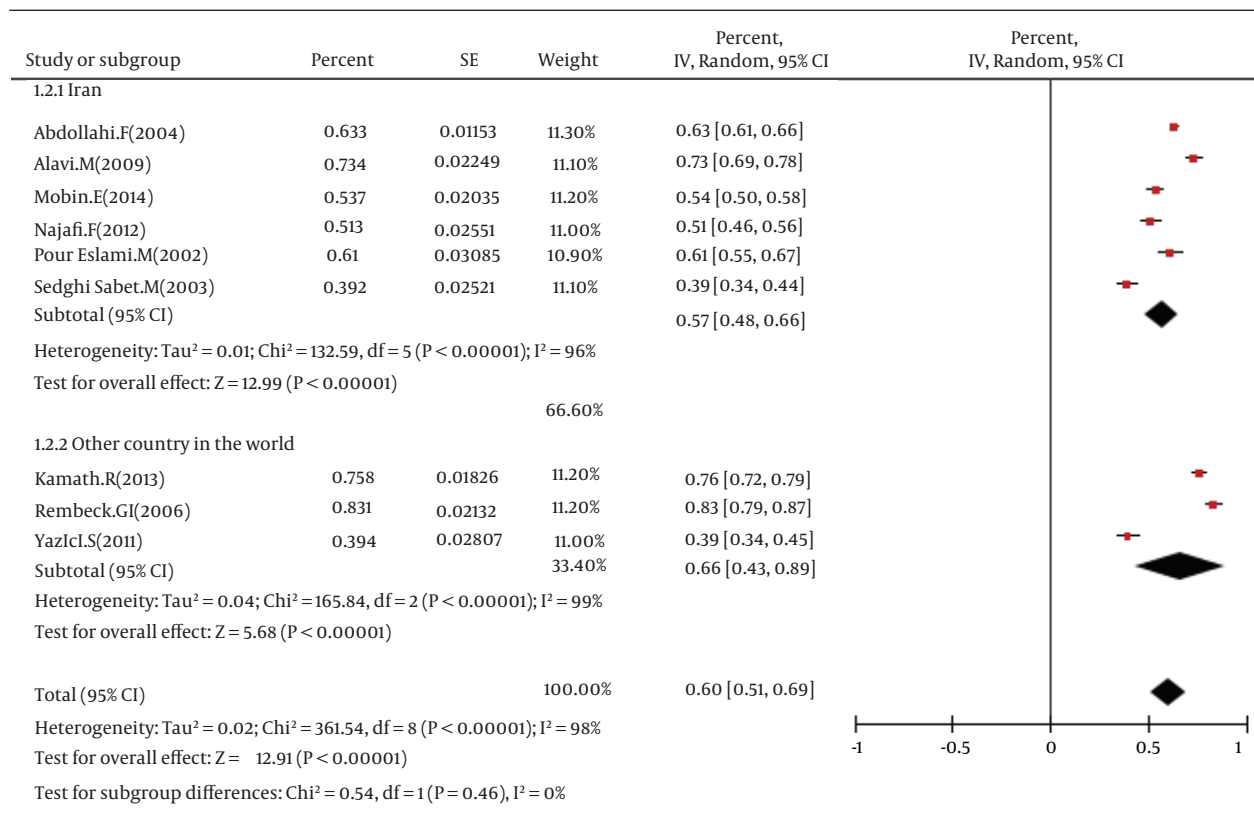 Study or subgroup Percent SE Weight Percent, IV, Random, 95% CI Percent, IV, Random, 95% CI
1.2.1 Iran
Abdollahi.F(2004) 0.633 0.01153 11.30% 0.63 [0.61, 0.66]
Alavi.M(2009) 0.734 0.02249 11.10% 0.73 [0.69, 0.78]
Mobin.E(2014) 0.537 0.02035 11.20% 0.54 [0.50, 0.58]
Najafi.F(2012) 0.513 0.02551 11.00% 0.51 [0.46, 0.56]
Pour Eslami.M(2002) 0.61 0.03085 10.90% 0.61 [0.55, 0.67]
Sedghi Sabet.M(2003) 0.392 0.02521 11.10% 0.39 [0.34, 0.44]
Subtotal (95% CI) 0.57 [0.48, 0.66]
Heterogeneity: Tau² = 0.01; Chi² = 132.59, df = 5 (P < 0.00001); I² = 96%
Test for overall effect: Z = 12.99 (P < 0.00001)
66.60%
1.2.2 Other country in the world
Kamath.R(2013) 0.758 0.01826 11.20% 0.76 [0.72, 0.79]
Rembeck.GI(2006) 0.831 0.02132 11.20% 0.83 [0.79, 0.87]
YazIcI.S(2011) 0.394 0.02807 11.00% 0.39 [0.34, 0.45]
Subtotal (95% CI) 33.40% 0.66 [0.43, 0.89]
Heterogeneity: Tau² = 0.04; Chi² = 165.84, df = 2 (P < 0.00001); I² = 99%
Test for overall effect: Z = 5.68 (P < 0.00001)
Total (95% CI) 100.00% 0.60 [0.51, 0.69]
Heterogeneity: Tau² = 0.02; Chi² = 361.54, df = 8 (P < 0.00001); I² = 98%
Test for overall effect: Z = 12.91 (P < 0.00001)
Test for subgroup differences: Chi² = 0.54, df = 1 (P = 0.46), I² = 0%
-1 -0.5 0 0.5 1